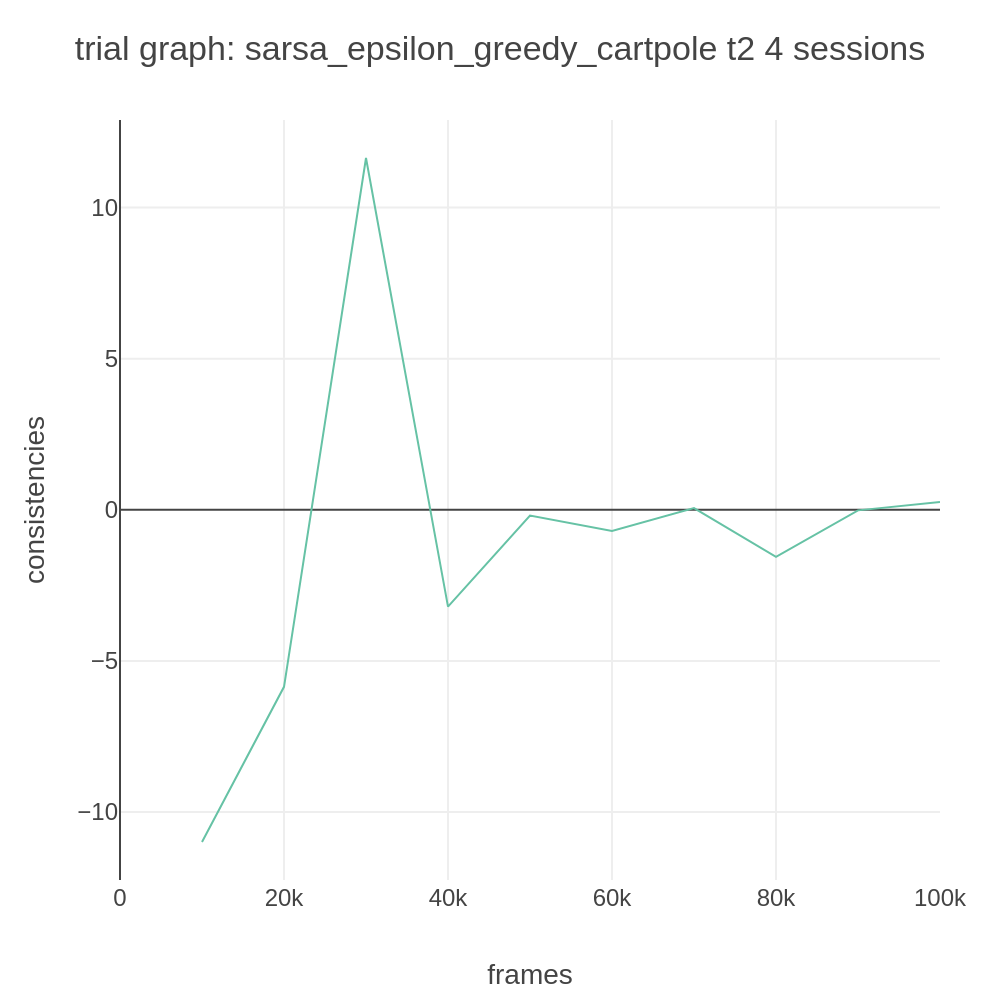 trial graph: sarsa_epsilon_greedy_cartpole t2 4 sessions
consistencies
10
5
0
−5
−10
0
20k
40k
60k
80k
100k
frames